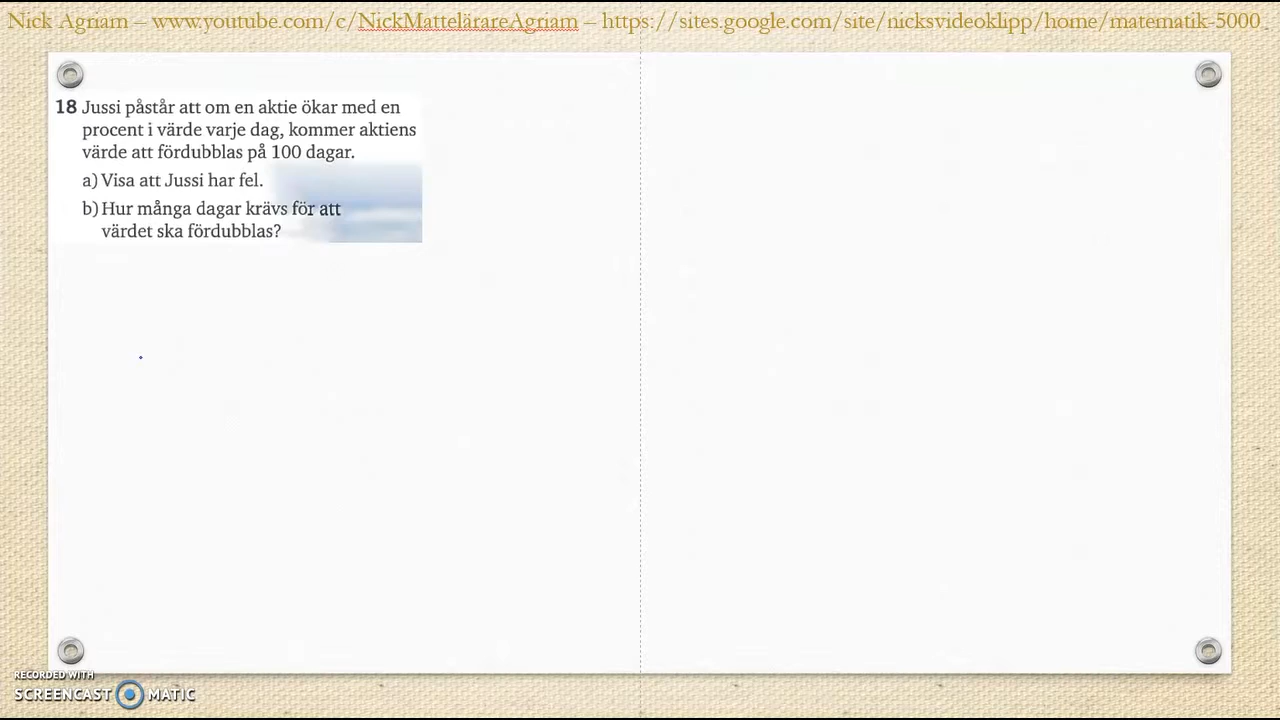 Nick Agriam – www.youtube.com/c/NickMattelärareAgriam – https://sites.google.com/site/nicksvideoklipp/home/matematik-5000
18 Jussi påstår att om en aktie ökar med en
procent i värde varje dag, kommer aktiens
värde att fördubblas på 100 dagar.
a) Visa att Jussi har fel.
b) Hur många dagar krävs för att
värdet ska fördubblas?
RECORDED WITH
SCREENCAST MATIC